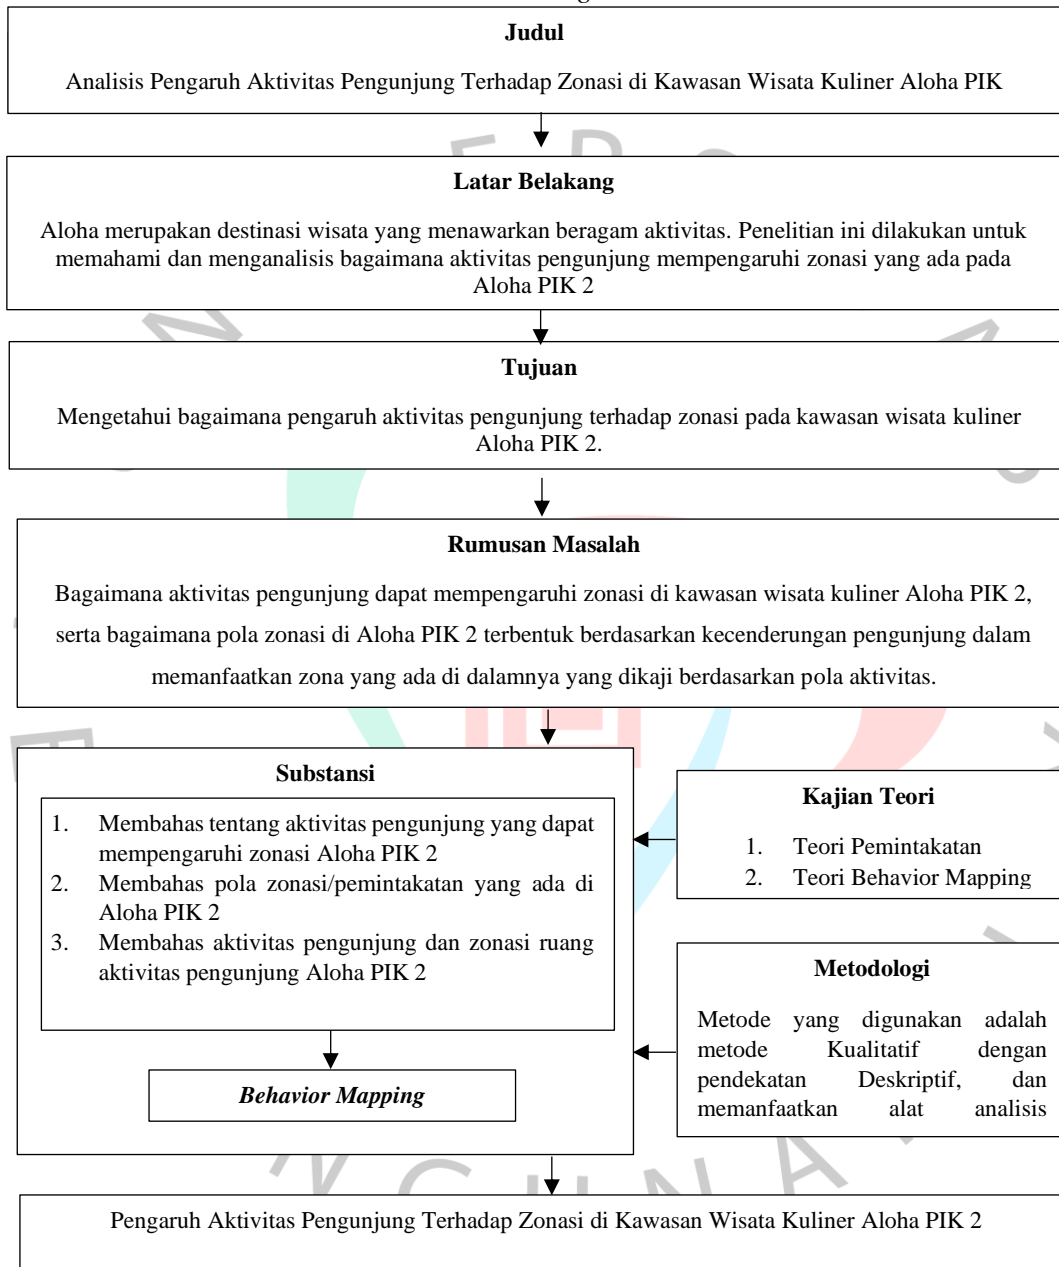 Judul
Analisis Pengaruh Aktivitas Pengunjung Terhadap Zonasi di Kawasan Wisata Kuliner Aloha PIK
Latar Belakang
Aloha merupakan destinasi wisata yang menawarkan beragam aktivitas. Penelitian ini dilakukan untuk
memahami dan menganalisis bagaimana aktivitas pengunjung mempengaruhi zonasi yang ada pada
Aloha PIK 2
Tujuan
Mengetahui bagaimana pengaruh aktivitas pengunjung terhadap zonasi pada kawasan wisata kuliner
Aloha PIK 2.
Rumusan Masalah
Bagaimana aktivitas pengunjung dapat mempengaruhi zonasi di kawasan wisata kuliner Aloha PIK 2,
serta bagaimana pola zonasi di Aloha PIK 2 terbentuk berdasarkan kecenderungan pengunjung dalam
memanfaatkan zona yang ada di dalamnya yang dikaji berdasarkan pola aktivitas.
Substansi
1. Membahas tentang aktivitas pengunjung yang dapat
mempengaruhi zonasi Aloha PIK 2
2. Membahas pola zonasi/pemintakatan yang ada di
Aloha PIK 2
3. Membahas aktivitas pengunjung dan zonasi ruang
aktivitas pengunjung Aloha PIK 2
Behavior Mapping
Kajian Teori
1. Teori Pemintakatan
2. Teori Behavior Mapping
Metodologi
Metode yang digunakan adalah
metode Kualitatif dengan
pendekatan Deskriptif, dan
memanfaatkan alat analisis
Pengaruh Aktivitas Pengunjung Terhadap Zonasi di Kawasan Wisata Kuliner Aloha PIK 2